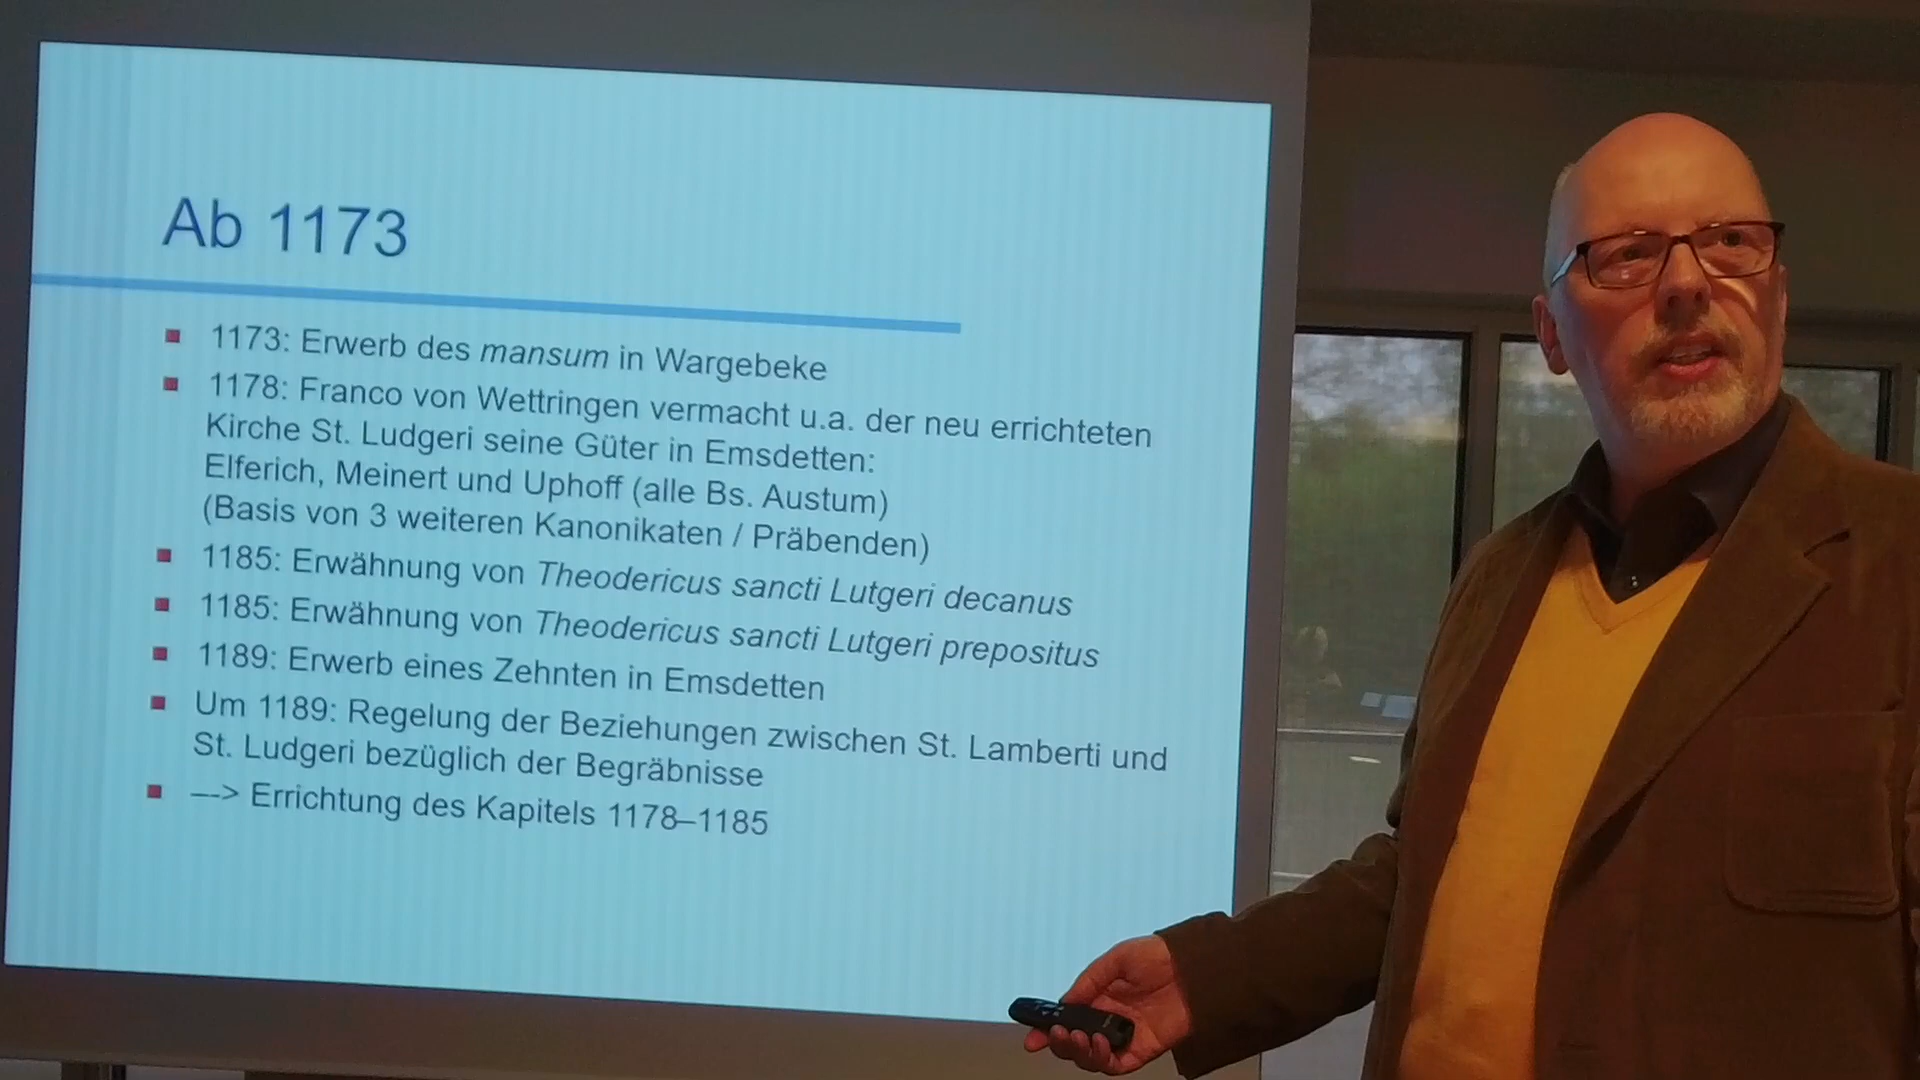 Ab 1173
1173: Erwerb des mansum in Wargebeke
1178: Franco von Wettringen vermacht u.a. der neu errichteten
Kirche St. Ludgeri seine Güter in Emsdetten:
Elferich, Meinert und Uphoff (alle Bs. Austum)
(Basis von 3 weiteren Kanonikaten / Präbenden)
1185: Erwähnung von Theodericus sancti Lutgeri decanus
1185: Erwähnung von Theodericus sancti Lutgeri prepositus
1189: Erwerb eines Zehnten in Emsdetten
Um 1189: Regelung der Beziehungen zwischen St. Lamberti und
St. Ludgeri bezüglich der Begräbnisse
–-> Errichtung des Kapitels 1178–1185